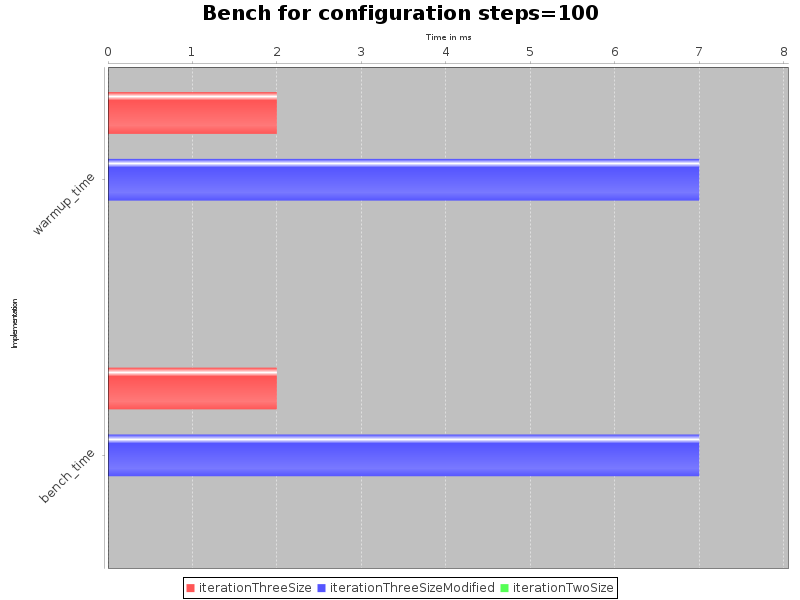 Bench for configuration steps=100
Time in ms
0 1 2 3 4 5 6 7 8
warmup_time
Implementation
bench_time
iterationThreeSize iterationThreeSizeModified iterationTwoSize